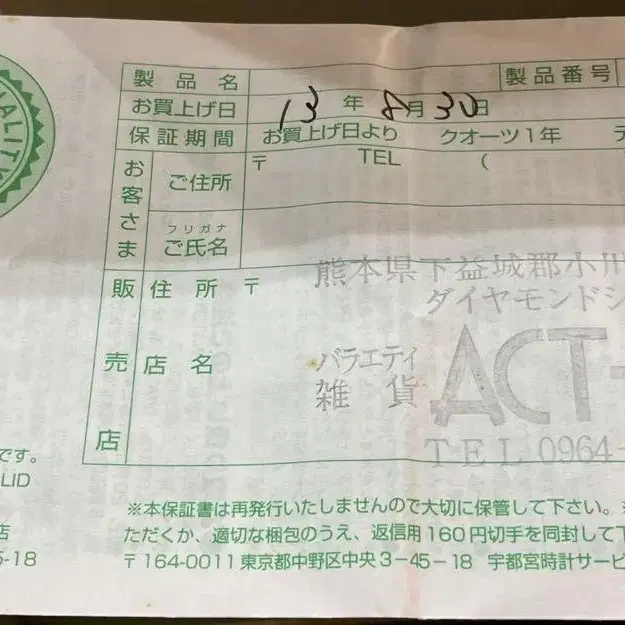 QUALITY
製品名
製品番号
お買上げ日 13年8月30日
保証期間 お買上げ日より クオーツ1年 デ
お客さま
ご住所 〒 TEL (
フリガナ
ご氏名
販売店
住所 〒
熊本県下益城郡小川
ダイヤモンドシ
店名
バラエティ
雑貨 ACT-
TEL 0964-
です。
LID
店
5-18
※本保証書は再発行いたしませんので大切に保管して下さい。※
ただくか、適切な梱包のうえ、返信用160円切手を同封して下
〒164-0011 東京都中野区中央3-45-18 宇都宮時計サービ